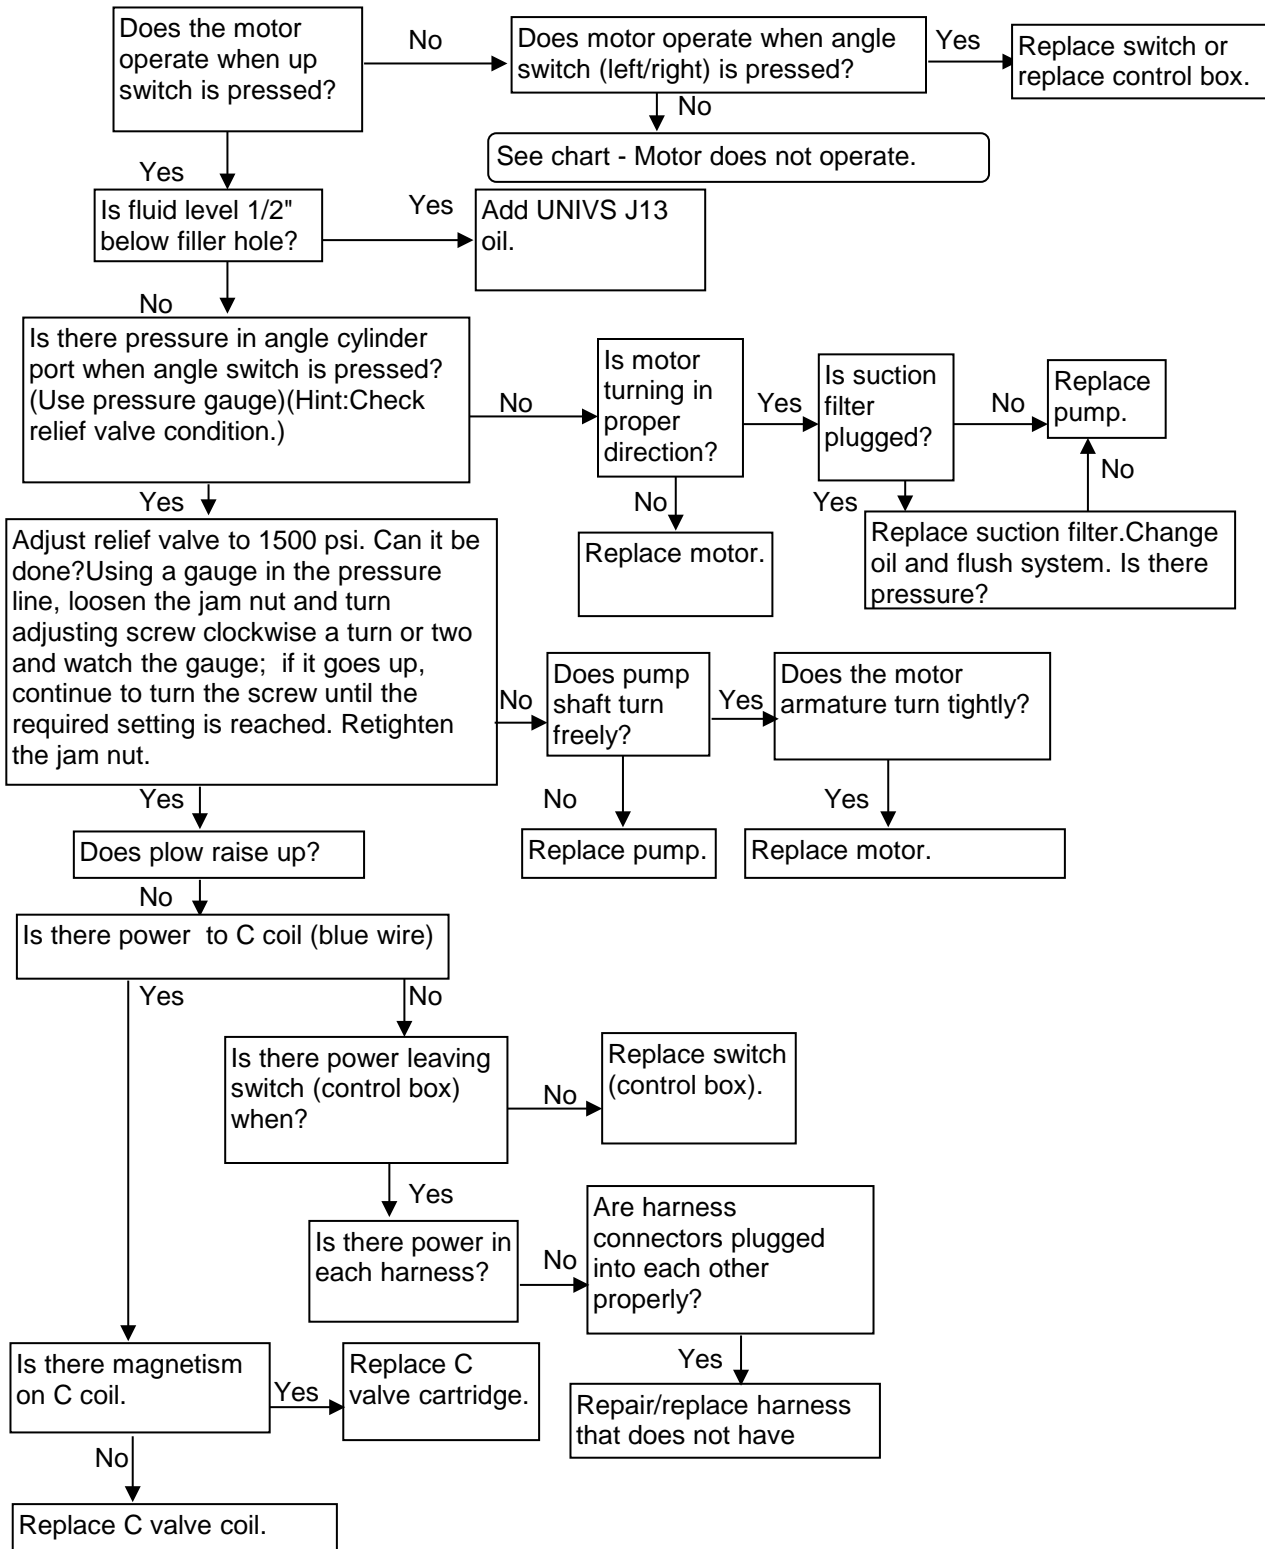 Does the motor
operate when up
switch is pressed?
No
Does motor operate when angle
switch (left/right) is pressed?
Yes
Replace switch or
replace control box.
No
See chart - Motor does not operate.
Yes
Is fluid level 1/2"
below filler hole?
Yes
Add UNIVS J13
oil.
No
Is there pressure in angle cylinder
port when angle switch is pressed?
(Use pressure gauge)(Hint:Check
relief valve condition.)
No
Is motor
turning in
proper
direction?
Yes
Is suction
filter
plugged?
No
Replace
pump.
No
Yes
No
Replace motor.
Yes
Replace suction filter.Change
oil and flush system. Is there
pressure?
Adjust relief valve to 1500 psi. Can it be
done?Using a gauge in the pressure
line, loosen the jam nut and turn
adjusting screw clockwise a turn or two
and watch the gauge;  if it goes up,
continue to turn the screw until the
required setting is reached. Retighten
the jam nut.
No
Does pump
shaft turn
freely?
Yes
Does the motor
armature turn tightly?
Yes
No
Yes
Does plow raise up?
Replace pump.
Replace motor.
No
Is there power  to C coil (blue wire)
Yes
No
Is there power leaving
switch (control box)
when?
No
Replace switch
(control box).
Yes
Is there power in
each harness?
No
Are harness
connectors plugged
into each other
properly?
Yes
Is there magnetism
on C coil.
Yes
Replace C
valve cartridge.
Repair/replace harness
that does not have
No
Replace C valve coil.